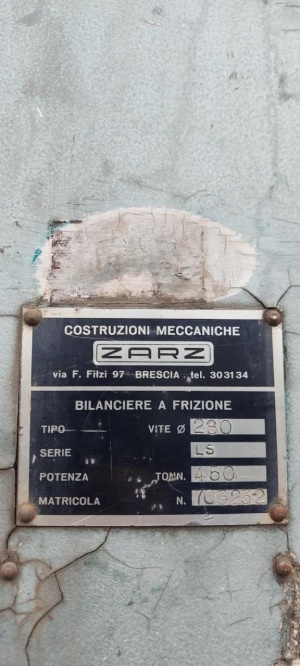 COSTRUZIONI MECCANICHE
ZARZ
via F. Filzi 97 BRESCIA tel. 303134
BILANCIERE A FRIZIONE
TIPO VITE Ø 280
SERIE LS
POTENZA TONN. 460
MATRICOLA N.